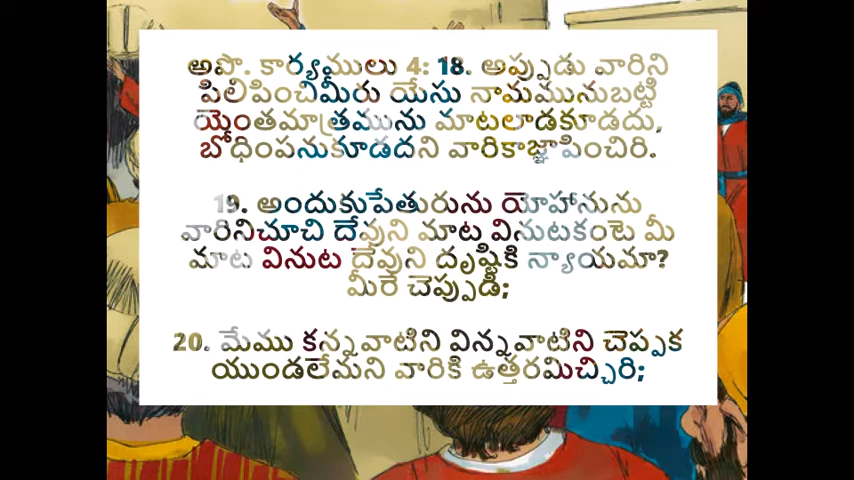 అపొ. కార్యములు 4: 18. అప్పుడు వారిని
పిలిపించిమీరు యేసు నామమునుబట్టి
యెంతమాత్రమును మాటలాడకూడదు,
బోధింపనుకూడదని వారికాజ్ఞాపించిరి.
19. అందుకుపేతురును యోహానును
వారినిచూచి దేవుని మాట వినుటకంటె మీ
మాట వినుట దేవుని దృష్టికి న్యాయమా?
మీరే చెప్పుడి;
20. మేము కన్నవాటిని విన్నవాటిని చెప్పక
యుండలేమని వారికి ఉత్తరమిచ్చిరి;